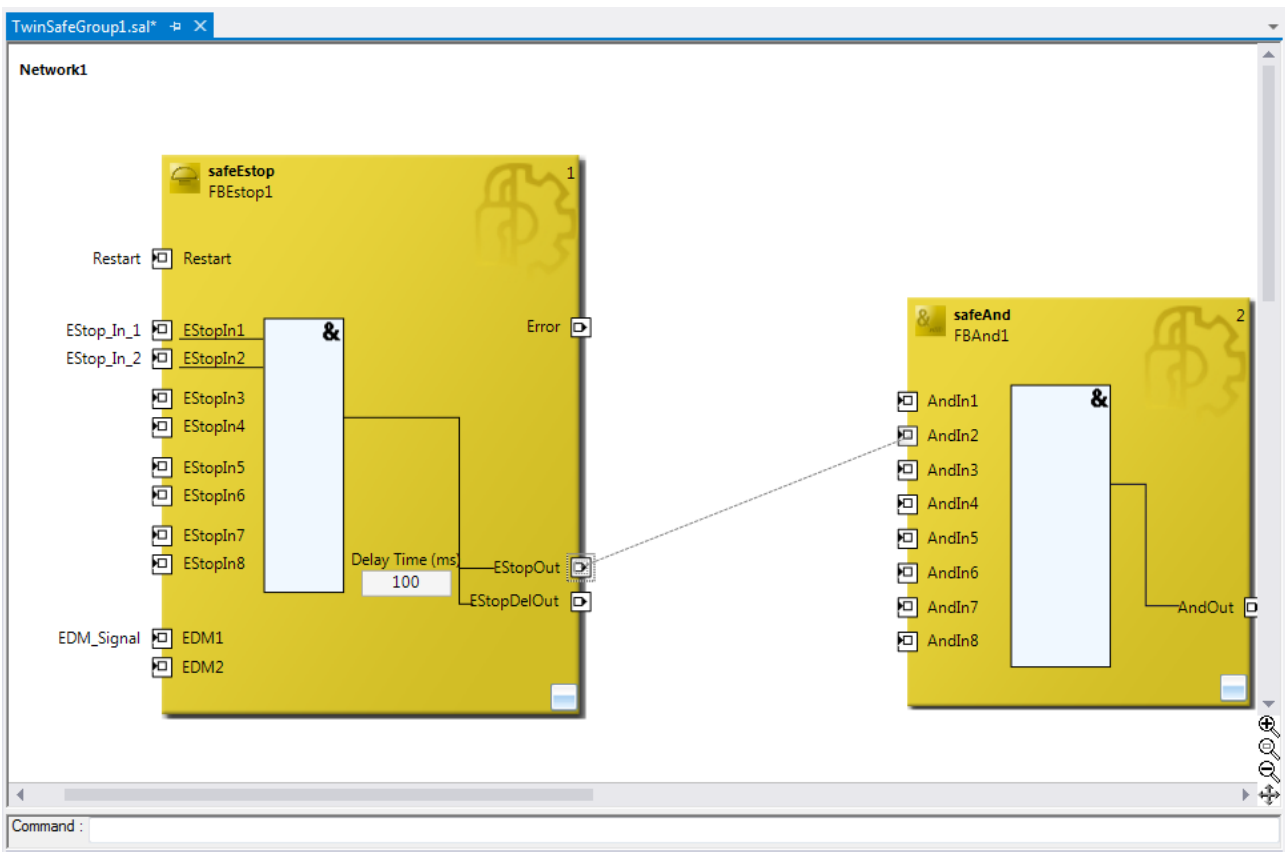 TwinSafeGroup1.sal*
Network1
safeEstop
FBEstop1
1
Restart
Restart
EStop_In_1
EStopIn1
&
Error
EStop_In_2
EStopIn2
EStopIn3
EStopIn4
EStopIn5
EStopIn6
EStopIn7
EStopIn8
Delay Time (ms)
100
EStopOut
EStopDelOut
EDM_Signal
EDM1
EDM2
&
safeAnd
FBAnd1
2
AndIn1
&
AndIn2
AndIn3
AndIn4
AndIn5
AndIn6
AndIn7
AndOut
AndIn8
Command :